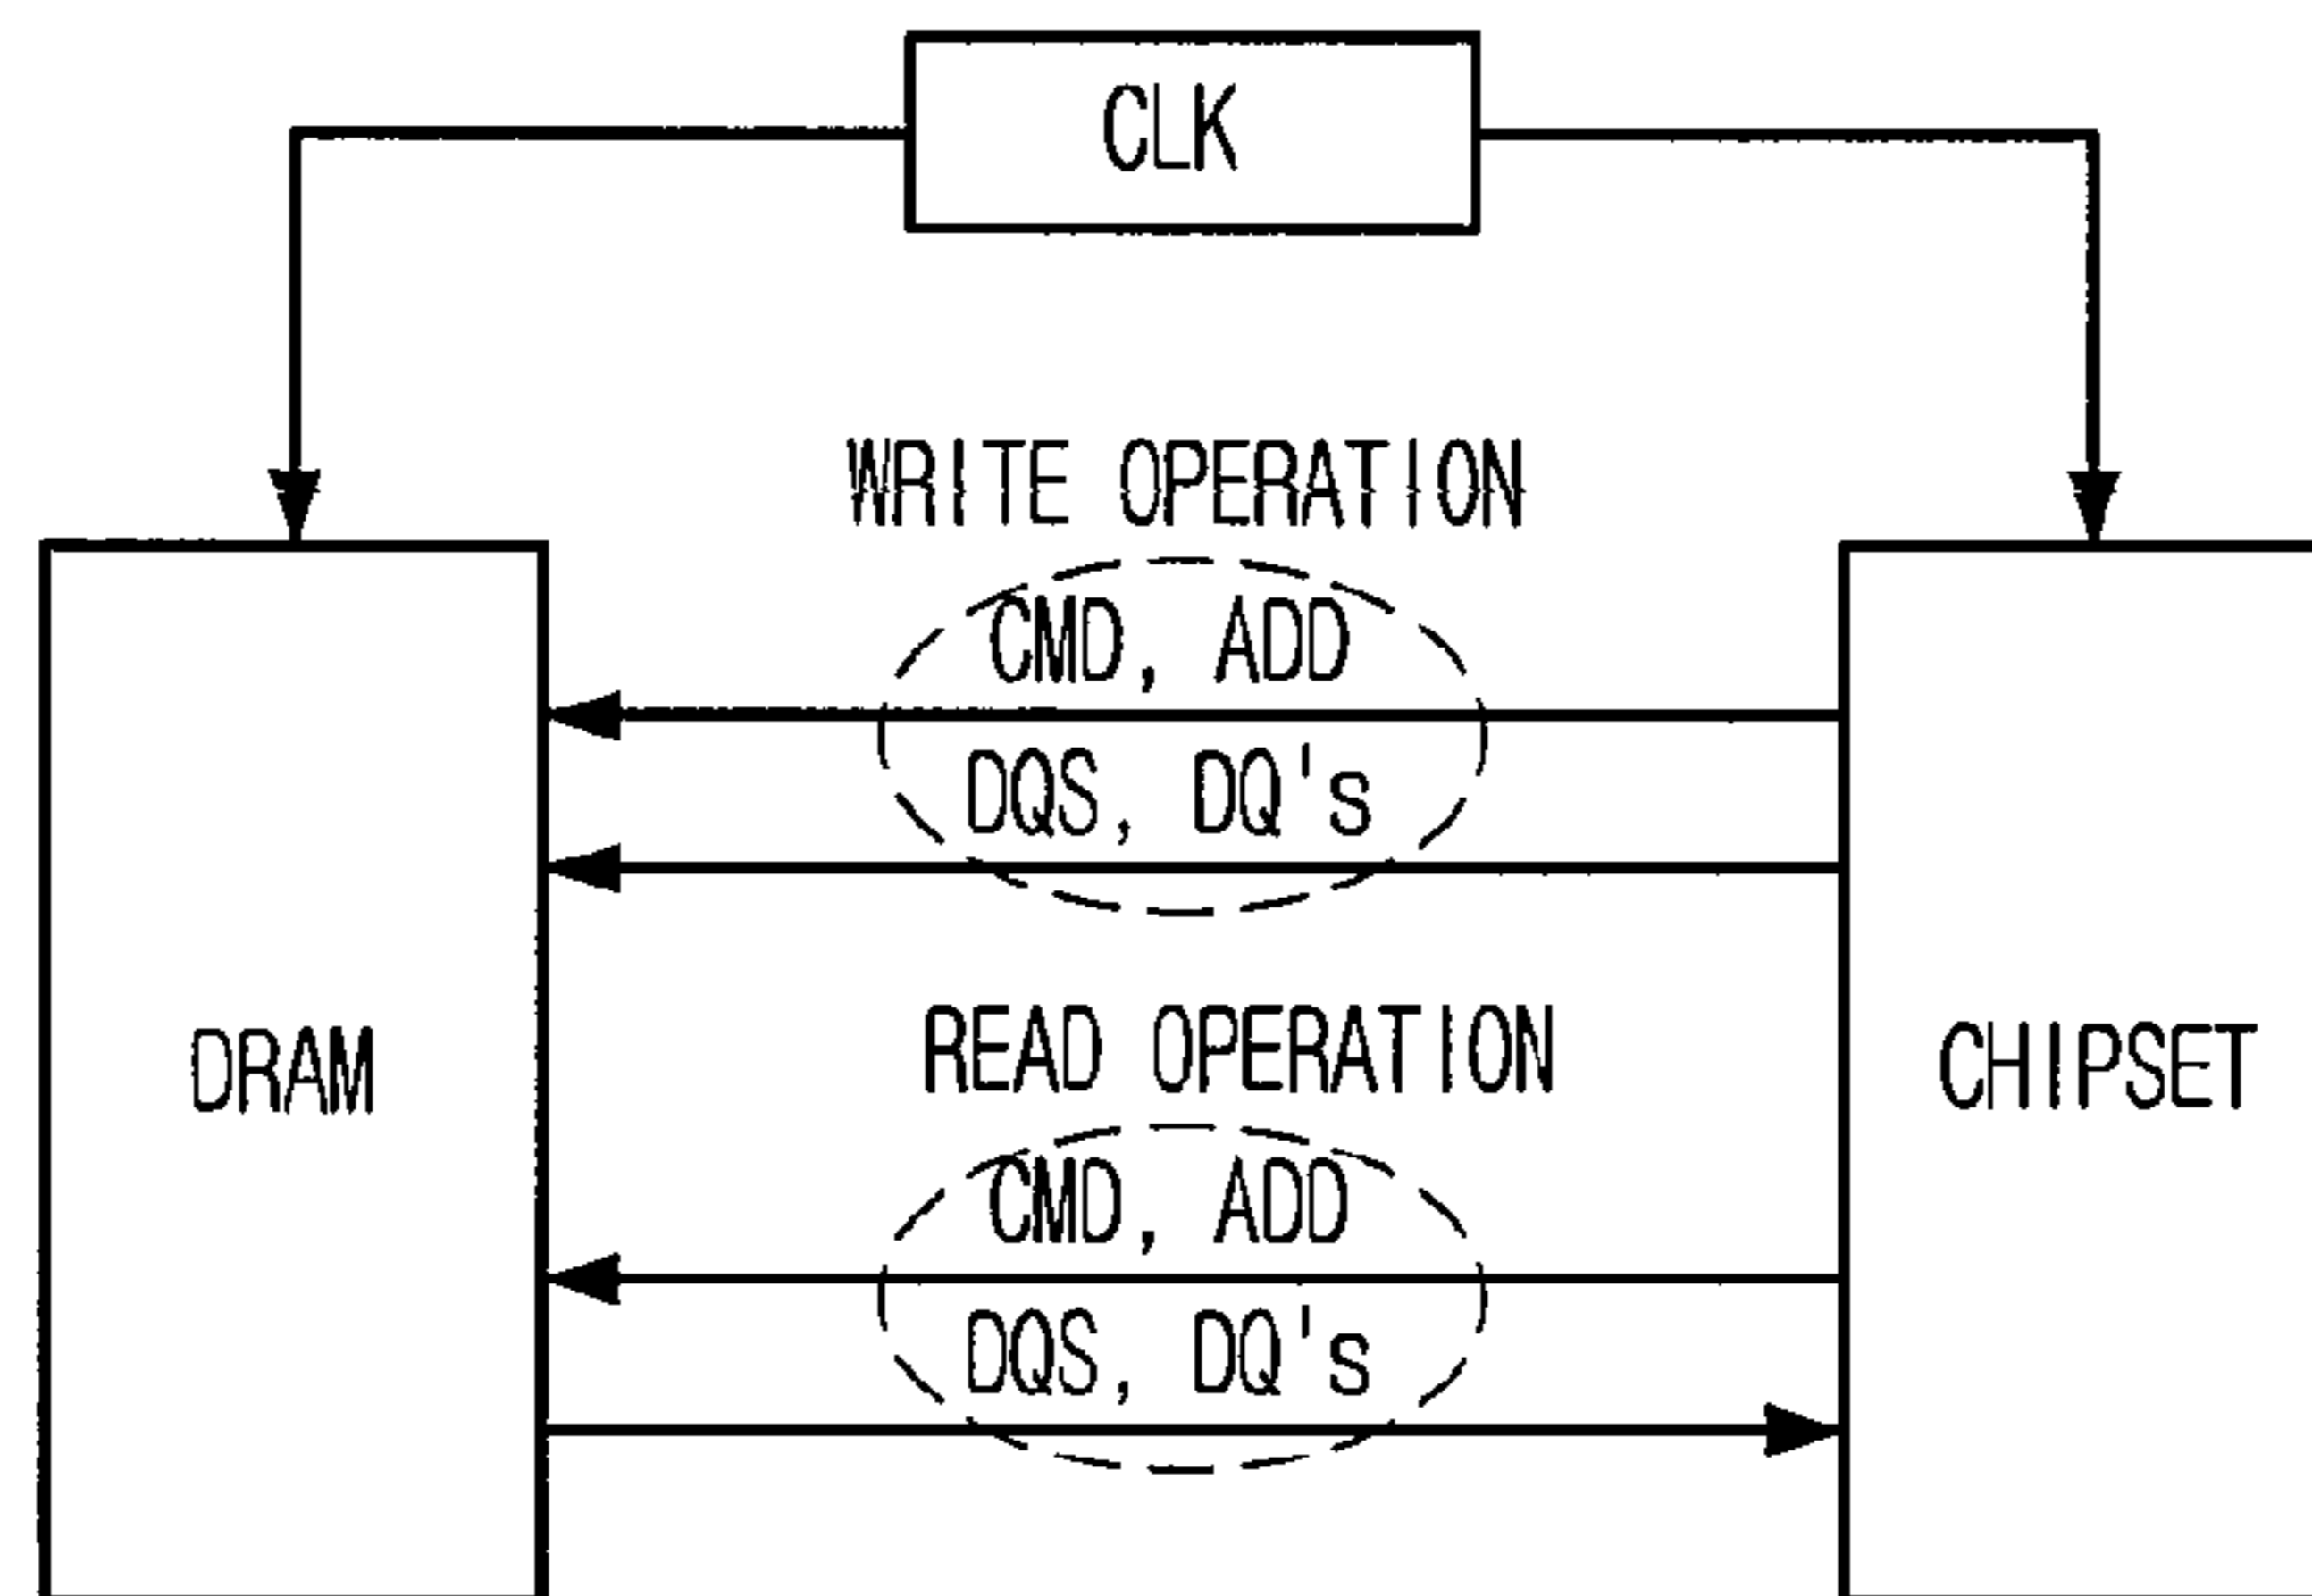 CLK
WRITE OPERATION
CMD, ADD
DQS, DQ's
DRAM
READ OPERATION
CHIPSET
CMD, ADD
DQS, DQ's